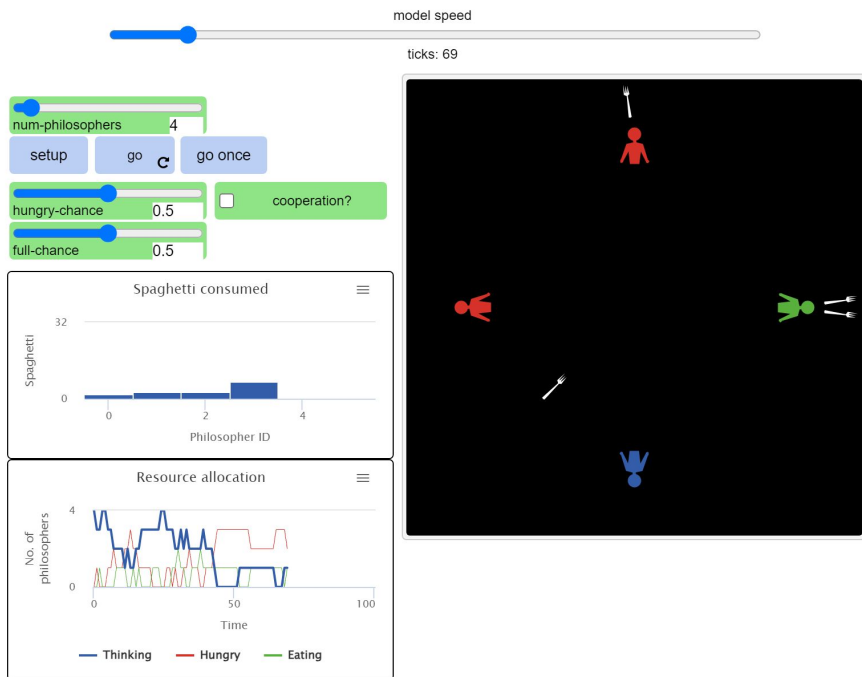 model speed
ticks: 69
num-philosophers 4
setup go go once
hungry-chance 0.5
cooperation?
full-chance 0.5
Spaghetti consumed
32
Spaghetti
0
0 2 4
Philosopher ID
Resource allocation
4
No. of
philosophers
0
0 50 100
Time
Thinking Hungry Eating